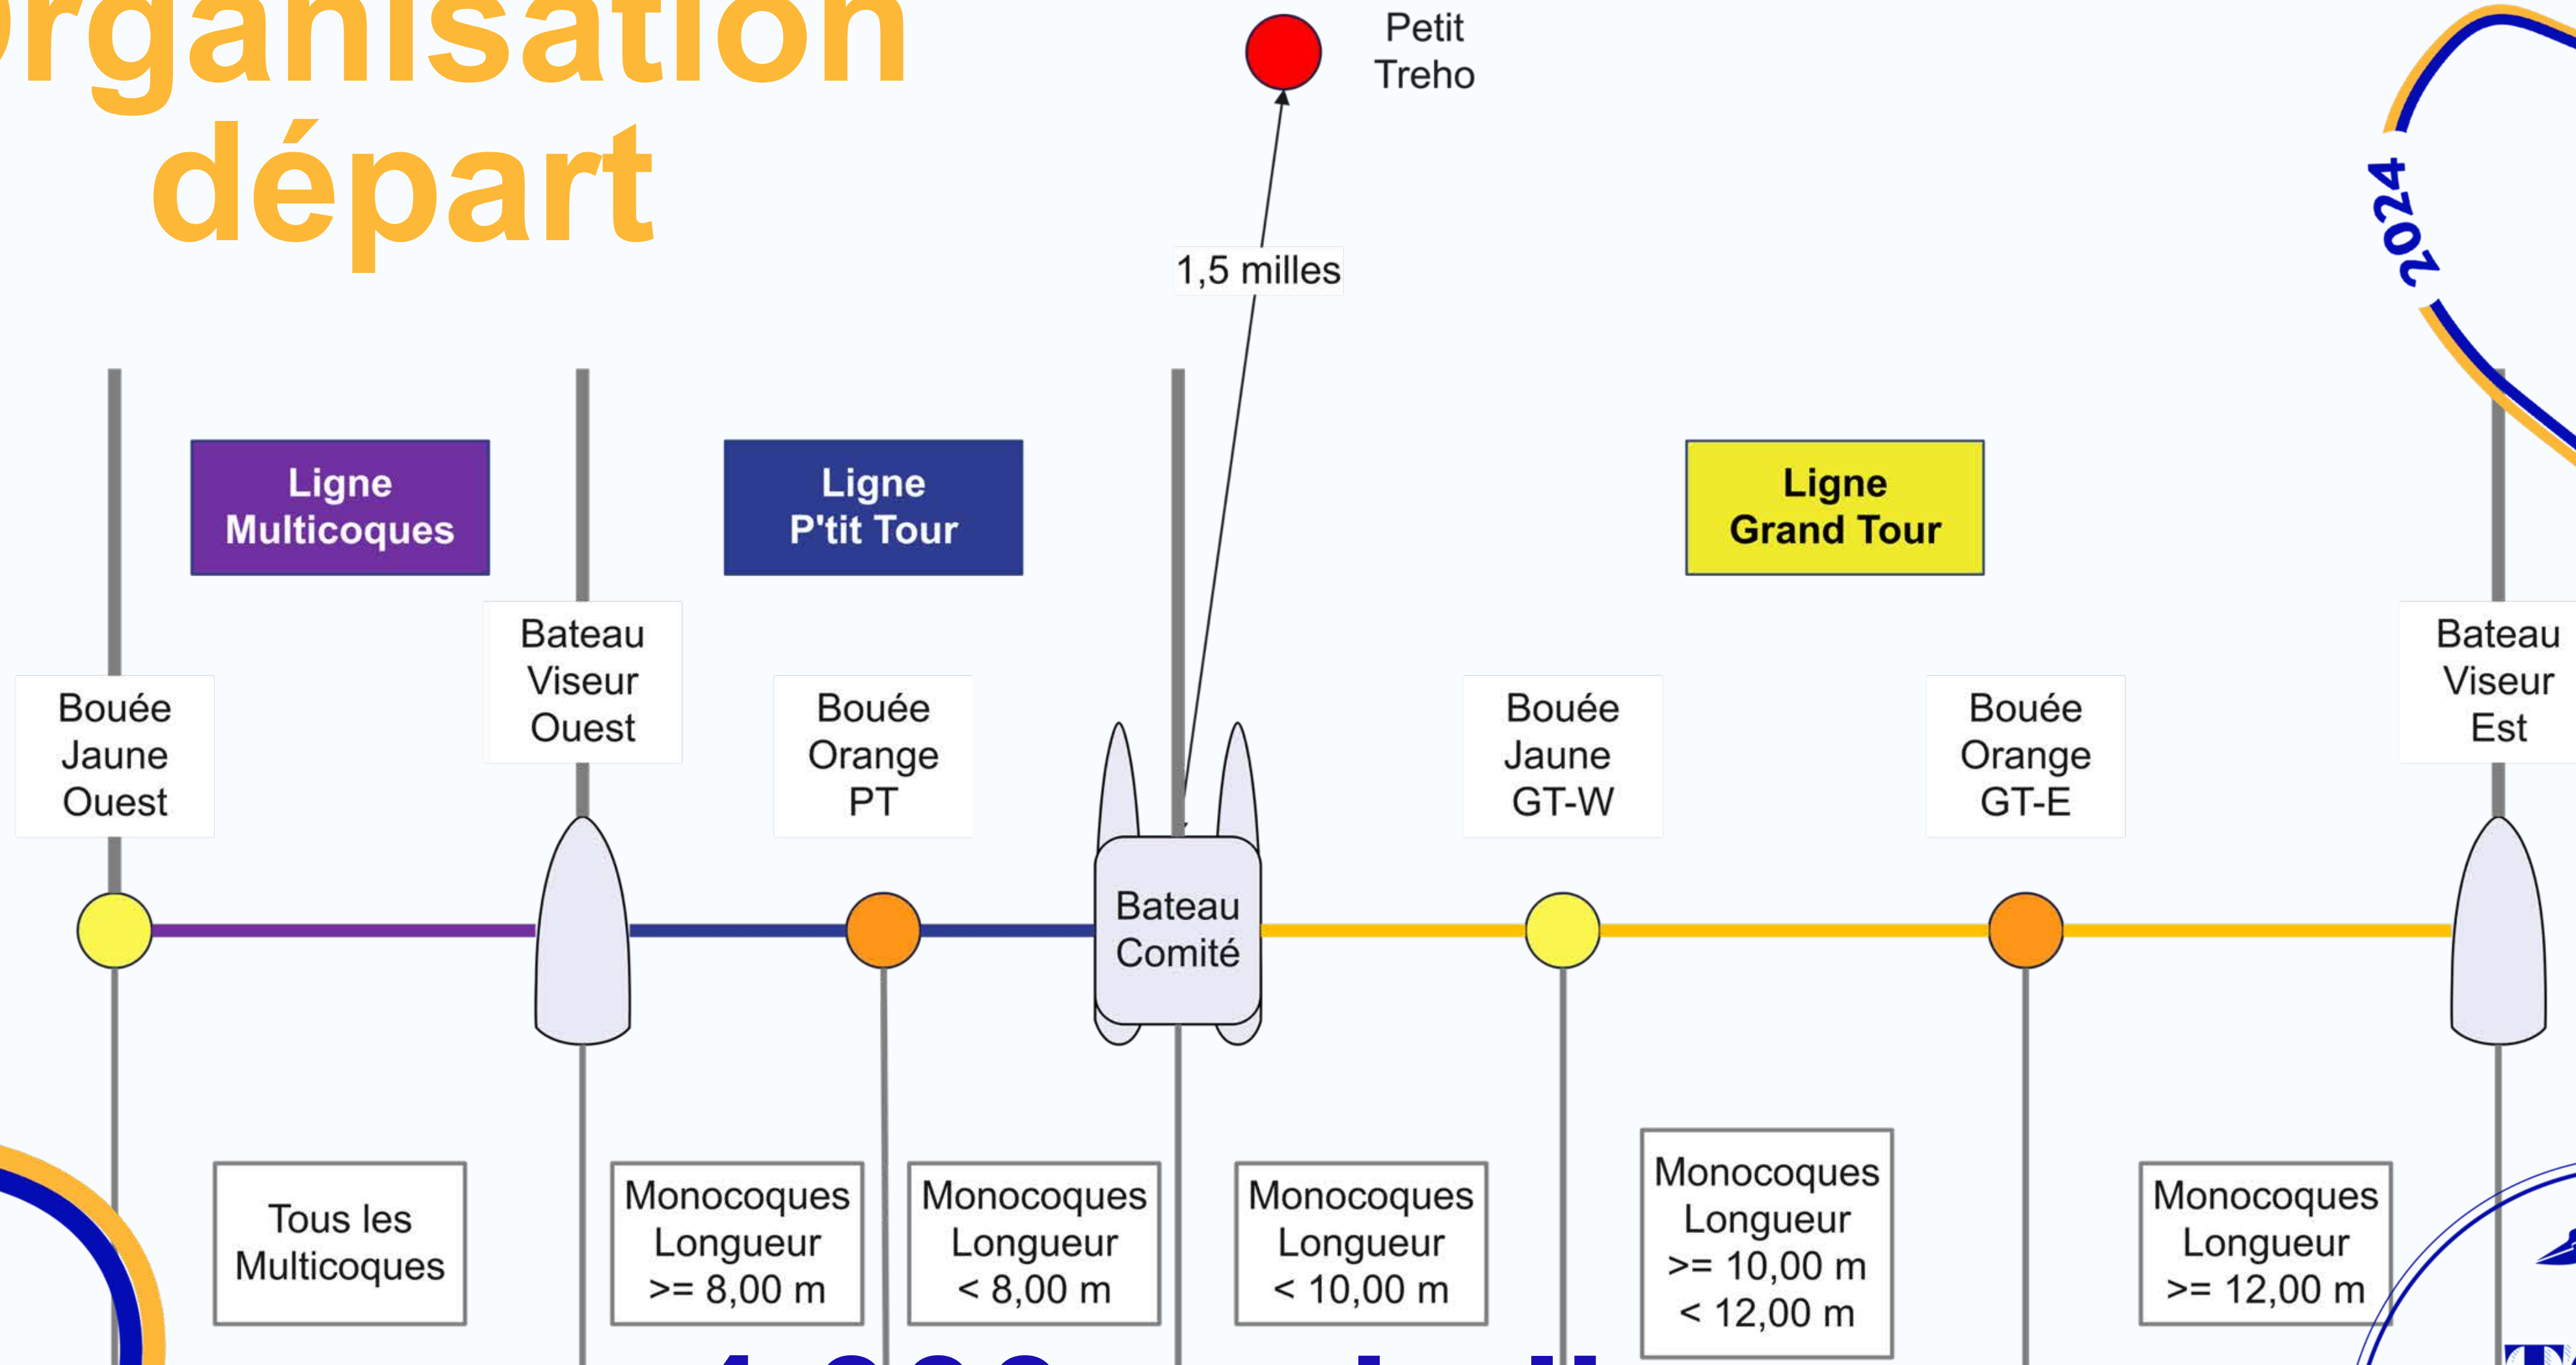 Organisation
départ
Petit
Treho
2024
1,5 milles
Ligne
Multicoques
Ligne
P'tit Tour
Ligne
Grand Tour
Bouée
Jaune
Ouest
Bateau
Viseur
Ouest
Bouée
Orange
PT
Bouée
Jaune
GT-W
Bouée
Orange
GT-E
Bateau
Viseur
Est
Bateau
Comité
Tous les
Multicoques
Monocoques
Longueur
>= 8,00 m
Monocoques
Longueur
< 8,00 m
Monocoques
Longueur
< 10,00 m
Monocoques
Longueur
>= 10,00 m
< 12,00 m
Monocoques
Longueur
>= 12,00 m